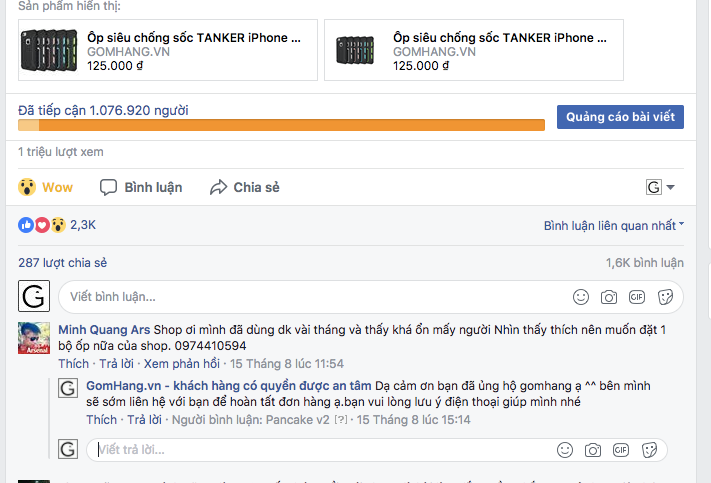 Sản phẩm hiển thị:
Ốp siêu chống sốc TANKER iPhone ...
GOMHANG.VN
125.000 ₫
Ốp siêu chống sốc TANKER iPhone ...
GOMHANG.VN
125.000 ₫
Đã tiếp cận 1.076.920 người
Quảng cáo bài viết
1 triệu lượt xem
Wow Bình luận Chia sẻ G
2,3K Bình luận liên quan nhất
287 lượt chia sẻ 1,6K bình luận
G Viết bình luận... GIF
Minh Quang Ars Shop ơi mình đã dùng dk vài tháng và thấy khá ổn mấy người Nhìn thấy thích nên muốn đặt 1
bộ ốp nữa của shop. 0974410594
Thích · Trả lời · Xem phản hồi · 15 Tháng 8 lúc 11:54
Arsenal
G GomHang.vn - khách hàng có quyền được an tâm Dạ cảm ơn bạn đã ủng hộ gomhang ạ ^^ bên mình
sẽ sớm liên hệ với bạn để hoàn tất đơn hàng ạ.bạn vui lòng lưu ý điện thoại giúp mình nhé
Thích · Trả lời · Người bình luận: Pancake v2 [?] · 15 Tháng 8 lúc 15:14
G Viết trả lời... GIF